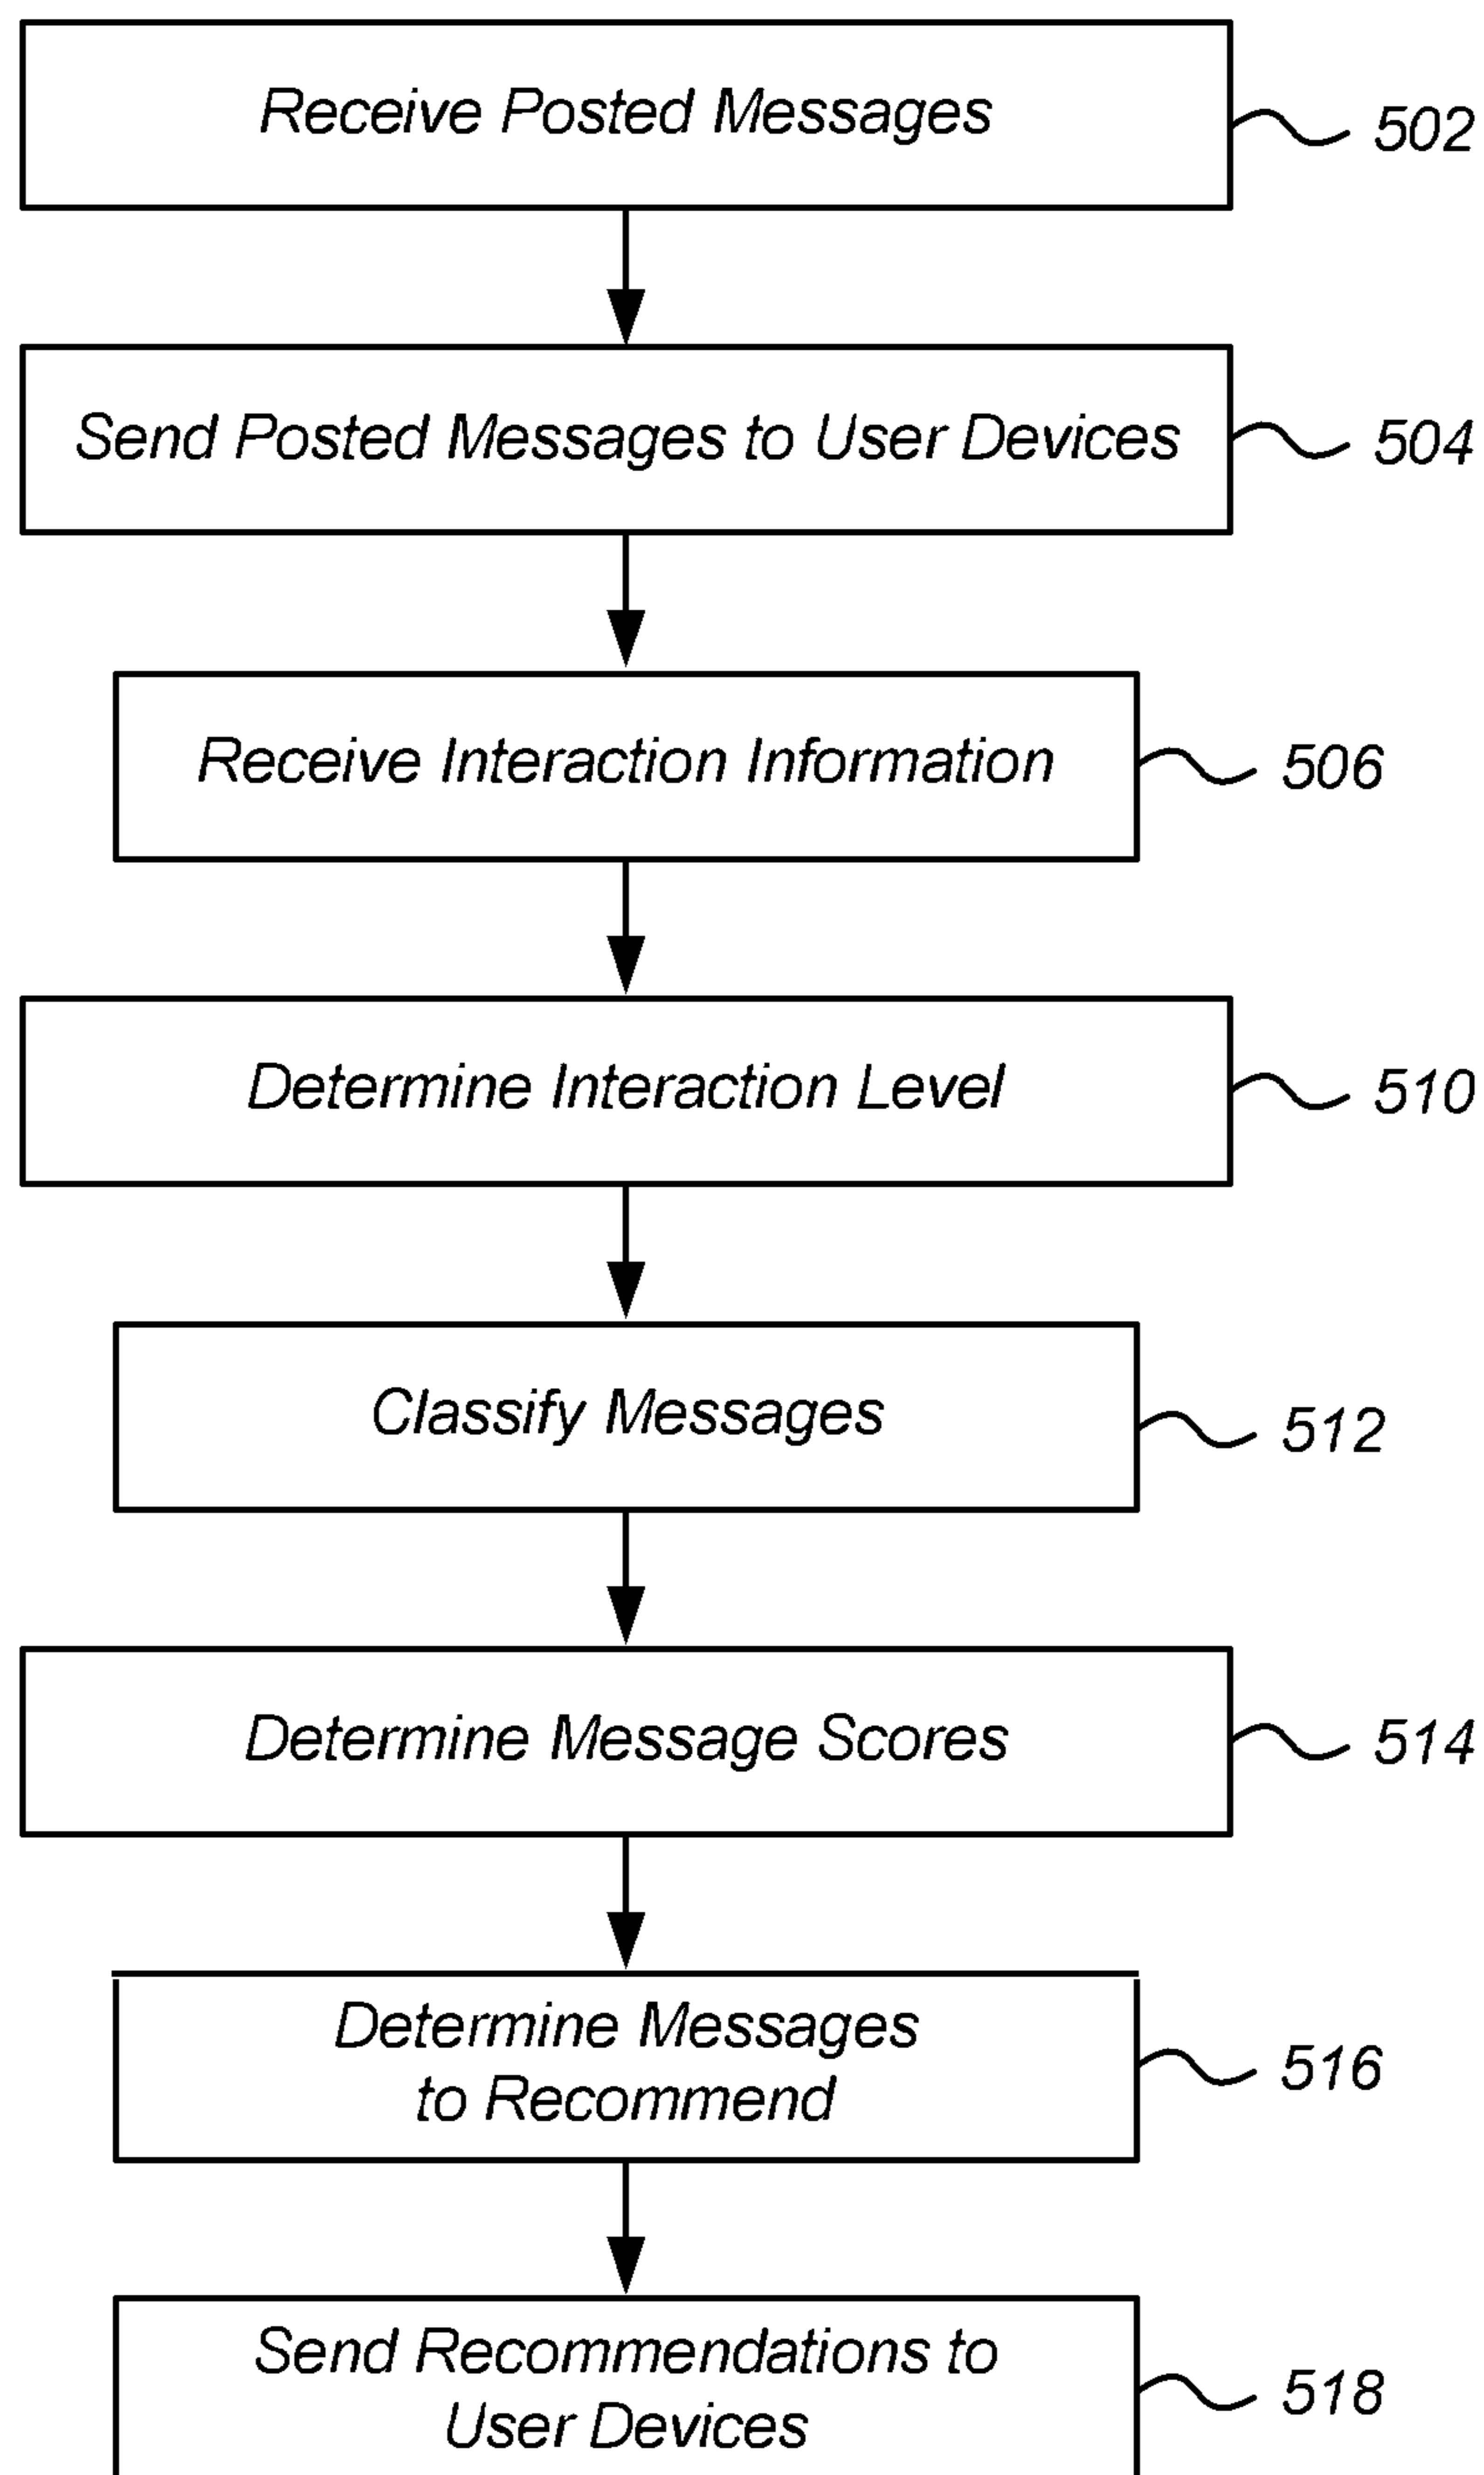 Receive Posted Messages
502
Send Posted Messages to User Devices
504
Receive Interaction Information
506
Determine Interaction Level
510
Classify Messages
512
Determine Message Scores
514
Determine Messages
to Recommend
516
Send Recommendations to
User Devices
518